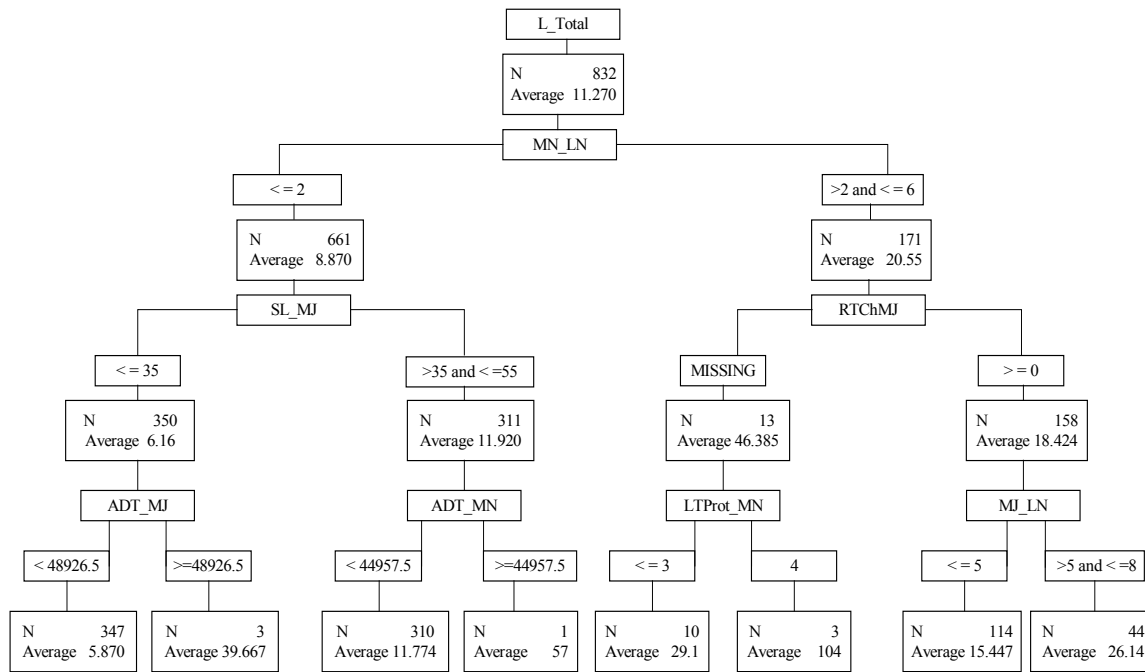 L_Total
N 832
Average 11.270
MN_LN
< = 2
>2 and < = 6
N 661
Average 8.870
N 171
Average 20.55
SL_MJ
RTChMJ
< = 35
>35 and < =55
MISSING
> = 0
N 350
Average 6.16
N 311
Average 11.920
N 13
Average 46.385
N 158
Average 18.424
ADT_MJ
ADT_MN
LTProt_MN
MJ_LN
< 48926.5
>=48926.5
< 44957.5
>=44957.5
< = 3
4
< = 5
>5 and < =8
N 347
Average 5.870
N 3
Average 39.667
N 310
Average 11.774
N 1
Average 57
N 10
Average 29.1
N 3
Average 104
N 114
Average 15.447
N 44
Average 26.14